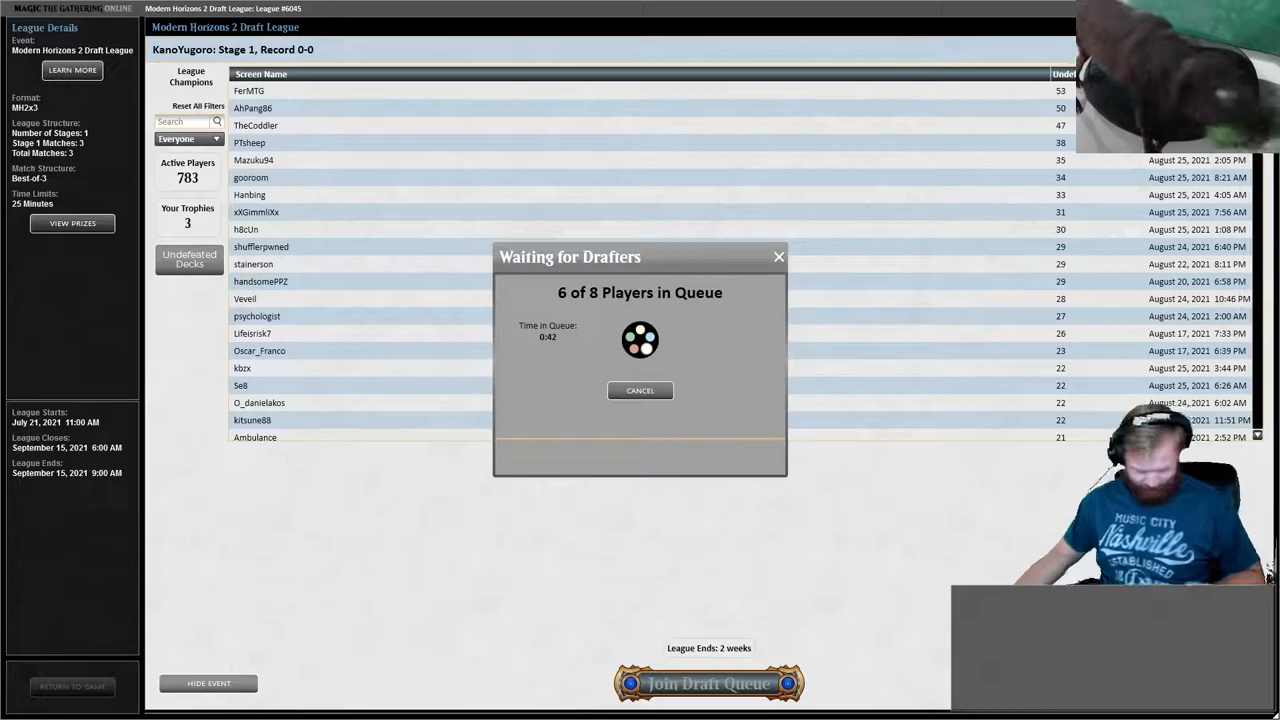 MAGIC THE GATHERING ONLINE
Modern Horizons 2 Draft League: League #6045
League Details
Event:
Modern Horizons 2 Draft League
LEARN MORE
Format:
MH2x3
League Structure:
Number of Stages: 1
Stage 1 Matches: 3
Total Matches: 3
Match Structure:
Best-of-3
Time Limits:
25 Minutes
VIEW PRIZES
League Starts:
July 21, 2021 11:00 AM
League Closes:
September 15, 2021 6:00 AM
League Ends:
September 15, 2021 9:00 AM
RETURN TO GAME
Modern Horizons 2 Draft League
KanoYugoro: Stage 1, Record 0-0
League
Champions
Reset All Filters
Search
Everyone
Active Players
783
Your Trophies
3
Undefeated
Decks
Screen Name
FerMTG 53
AhPang86 50
TheCoddler 47
PTsheep 38
Mazuku94 35 August 25, 2021 2:05 PM
gooroom 34 August 25, 2021 8:21 AM
Hanbing 33 August 25, 2021 4:05 AM
xXGimmliXx 31 August 25, 2021 7:56 AM
h8cUn 30 August 25, 2021 1:08 PM
shufflerpwned 29 August 24, 2021 6:40 PM
stainerson 29 August 22, 2021 8:11 PM
handsomePPZ 29 August 20, 2021 6:58 PM
Veveil 28 August 24, 2021 10:46 PM
psychologist 27 August 24, 2021 2:00 AM
Lifeisrisk7 26 August 17, 2021 7:33 PM
Oscar_Franco 23 August 17, 2021 6:39 PM
kbzx 22 August 25, 2021 3:44 PM
Se8 22 August 25, 2021 6:26 AM
O_danielakos 22 August 24, 2021 6:02 AM
kitsune88 22 2021 11:51 PM
Ambulance 21 2021 2:52 PM
Waiting for Drafters
6 of 8 Players in Queue
Time in Queue:
0:42
CANCEL
League Ends: 2 weeks
HIDE EVENT
Join Draft Queue
MUSIC CITY
Nashville
ESTABLISHED